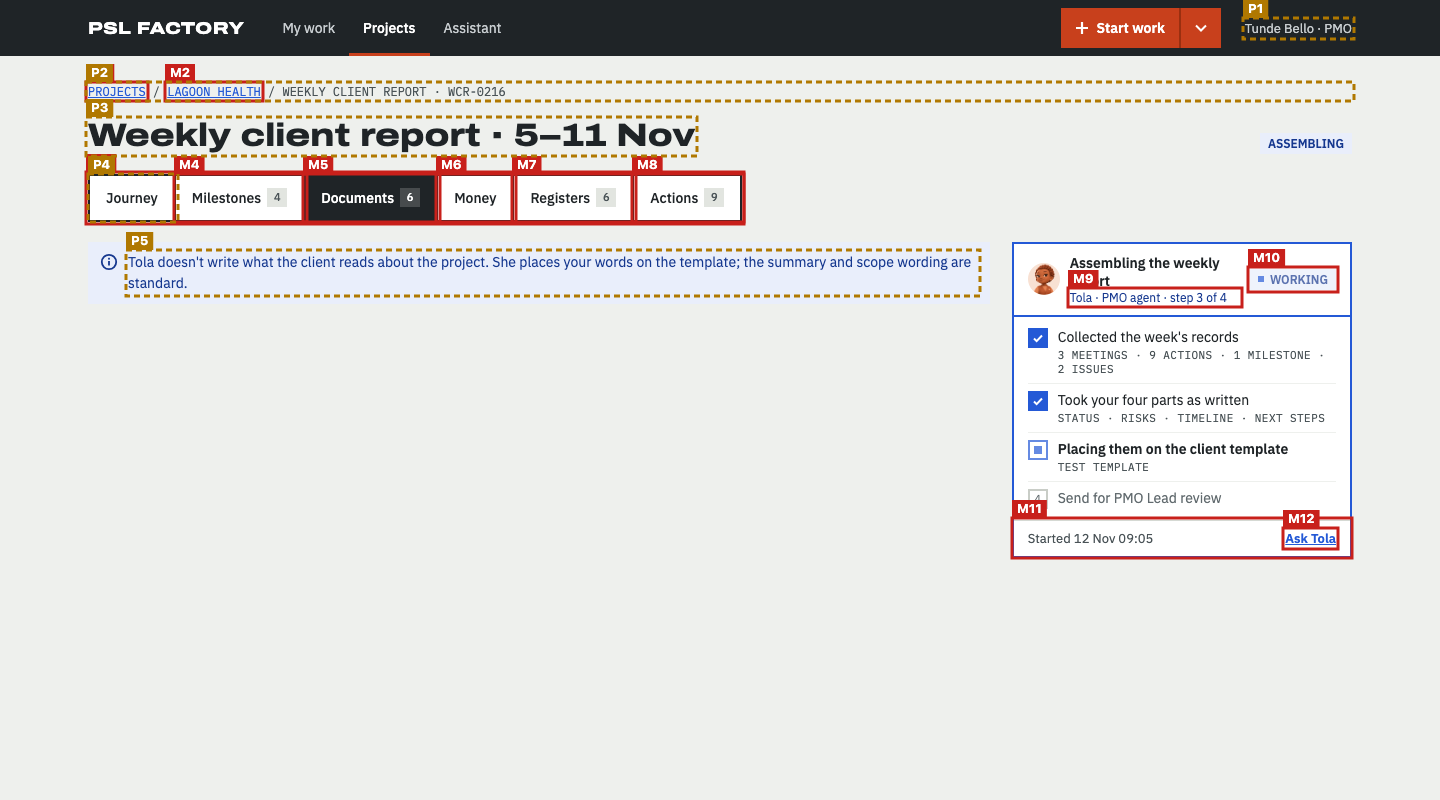 PSL FACTORY
My work
Projects
Assistant
Start work
P1
Tunde Bello · PMO
P2
M2
PROJECTS / LAGOON HEALTH / WEEKLY CLIENT REPORT · WCR-0216
P3
Weekly client report · 5–11 Nov
ASSEMBLING
P4
M4
M5
M6
M7
M8
Journey
Milestones 4
Documents 6
Money
Registers 6
Actions 9
P5
Tola doesn't write what the client reads about the project. She places your words on the template; the summary and scope wording are
standard.
Assembling the weekly
M10
M9
WORKING
Tola · PMO agent · step 3 of 4
Collected the week's records
3 MEETINGS · 9 ACTIONS · 1 MILESTONE ·
2 ISSUES
Took your four parts as written
STATUS · RISKS · TIMELINE · NEXT STEPS
Placing them on the client template
TEST TEMPLATE
Send for PMO Lead review
M11
M12
Started 12 Nov 09:05
Ask Tola